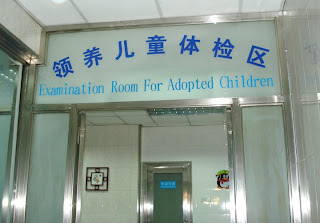 领养儿童体检区
Examination Room For Adopted Children